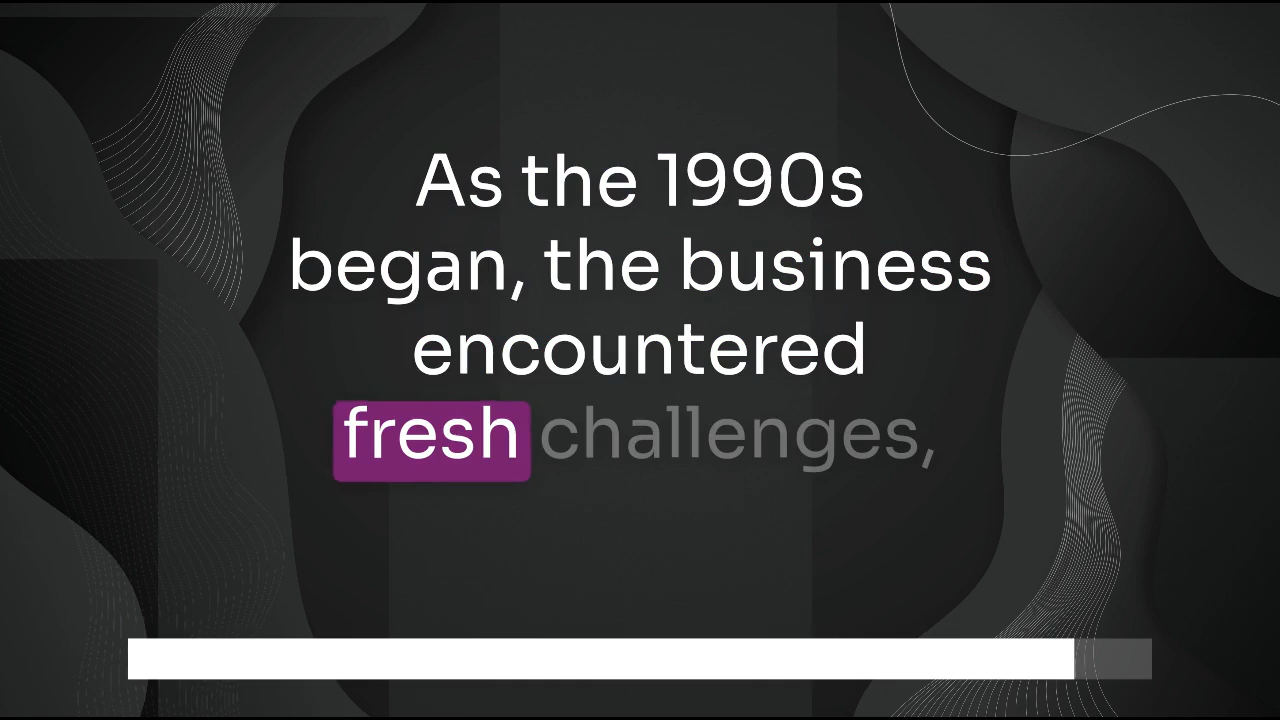 As the 1990s
began, the business
encountered
fresh challenges,